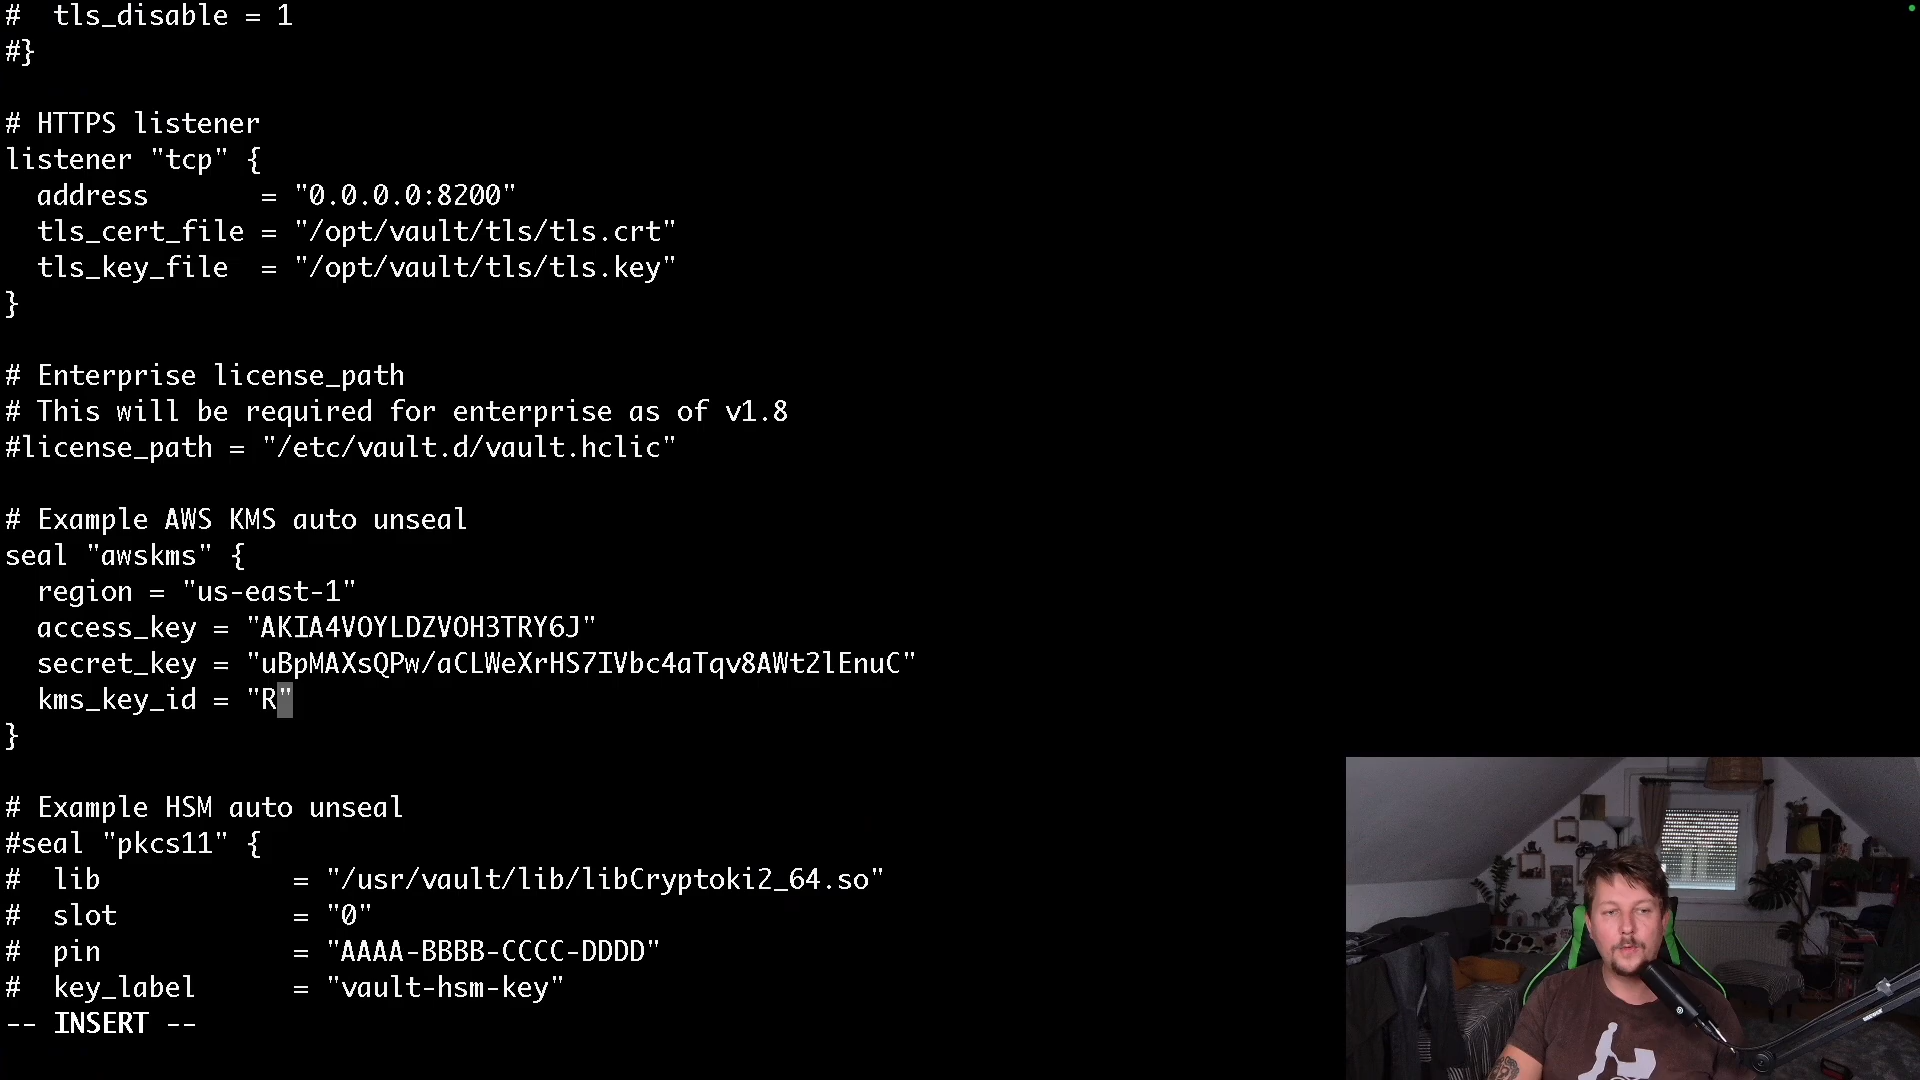 #  tls_disable = 1
#}
# HTTPS listener
listener "tcp" {
  address       = "0.0.0.0:8200"
  tls_cert_file = "/opt/vault/tls/tls.crt"
  tls_key_file  = "/opt/vault/tls/tls.key"
}
# Enterprise license_path
# This will be required for enterprise as of v1.8
#license_path = "/etc/vault.d/vault.hclic"
# Example AWS KMS auto unseal
seal "awskms" {
  region = "us-east-1"
  access_key = "AKIA4VOYLDZVOH3TRY6J"
  secret_key = "uBpMAXsQPw/aCLWeXrHS7IVbc4aTqv8AWt2lEnuC"
  kms_key_id = "R"
}
# Example HSM auto unseal
#seal "pkcs11" {
#  lib            = "/usr/vault/lib/libCryptoki2_64.so"
#  slot           = "0"
#  pin            = "AAAA-BBBB-CCCC-DDDD"
#  key_label      = "vault-hsm-key"
-- INSERT --